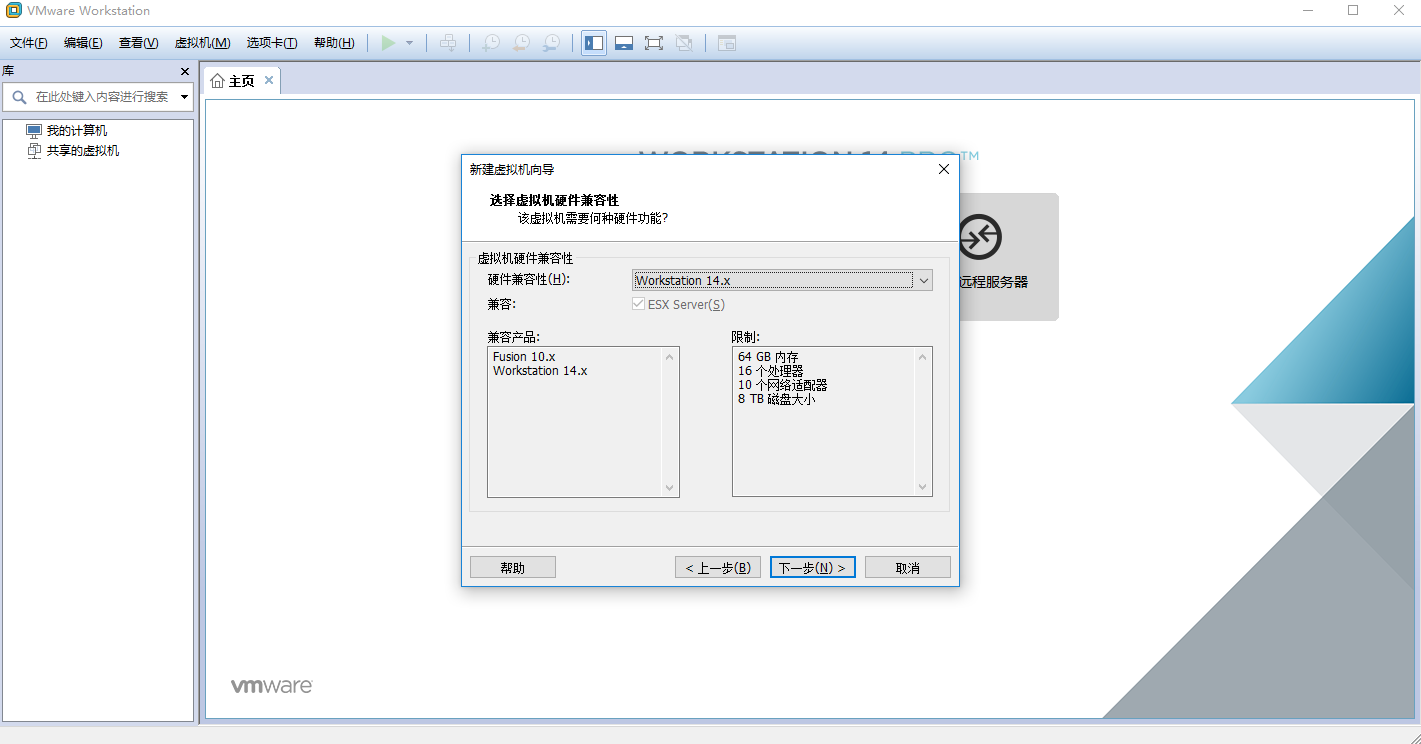 VMware Workstation
文件(F) 编辑(E) 查看(V) 虚拟机(M) 选项卡(T) 帮助(H)
库
主页
在此处键入内容进行搜索
我的计算机
共享的虚拟机
WORKSTATION 14 PRO™
新建虚拟机向导
选择虚拟机硬件兼容性
该虚拟机需要何种硬件功能?
虚拟机硬件兼容性
硬件兼容性(H): Workstation 14.x
兼容: ESX Server(S)
远程服务器
兼容产品:
Fusion 10.x
Workstation 14.x
限制:
64 GB 内存
16 个处理器
10 个网络适配器
8 TB 磁盘大小
帮助 < 上一步(B) 下一步(N) > 取消
vmware